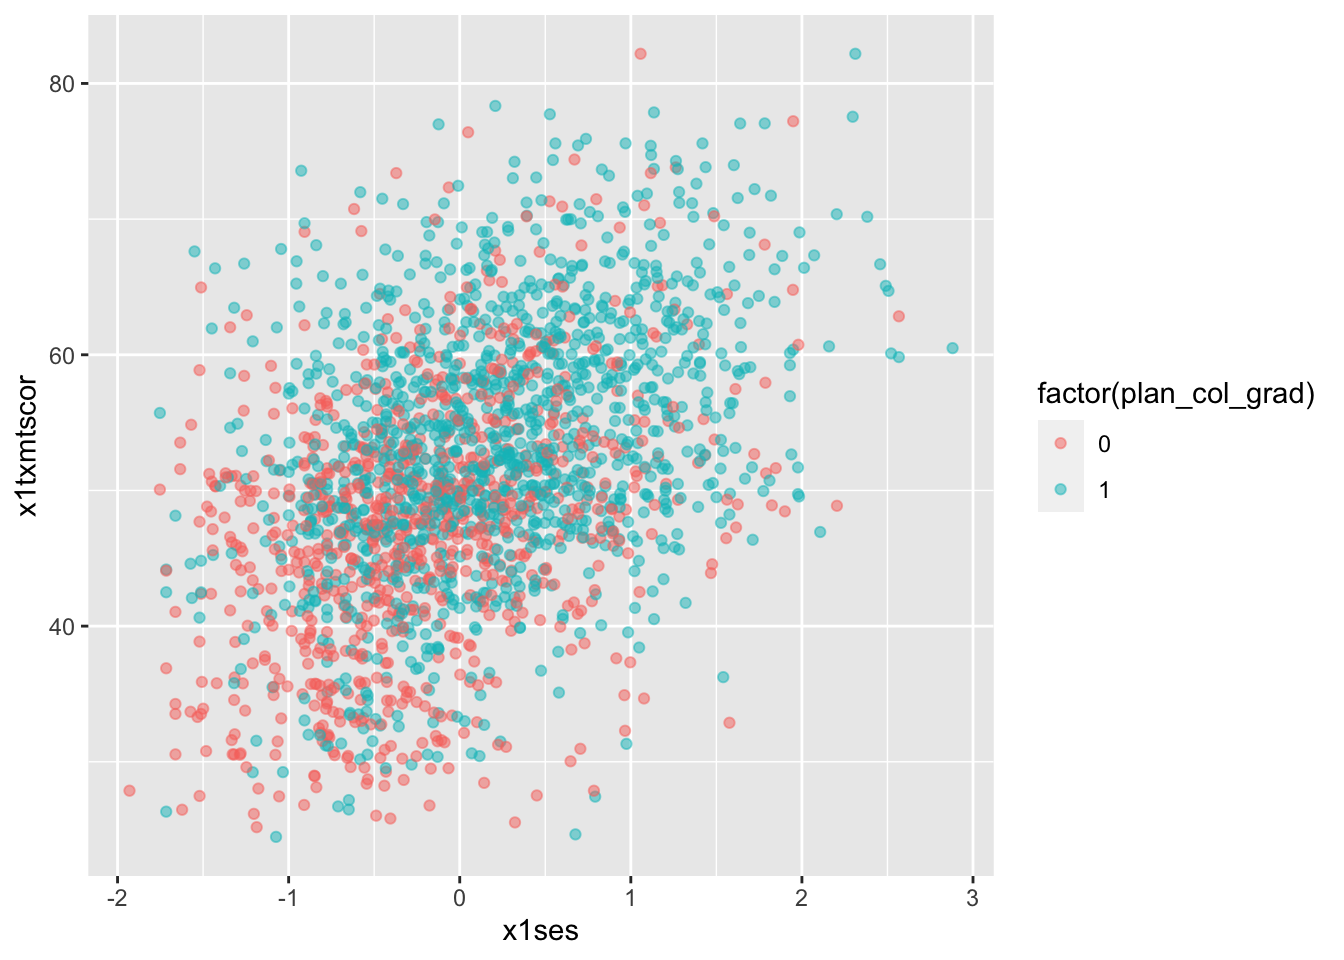 80
60
40
x1txmtscor
-2 -1 0 1 2 3
x1ses
factor(plan_col_grad)
0
1